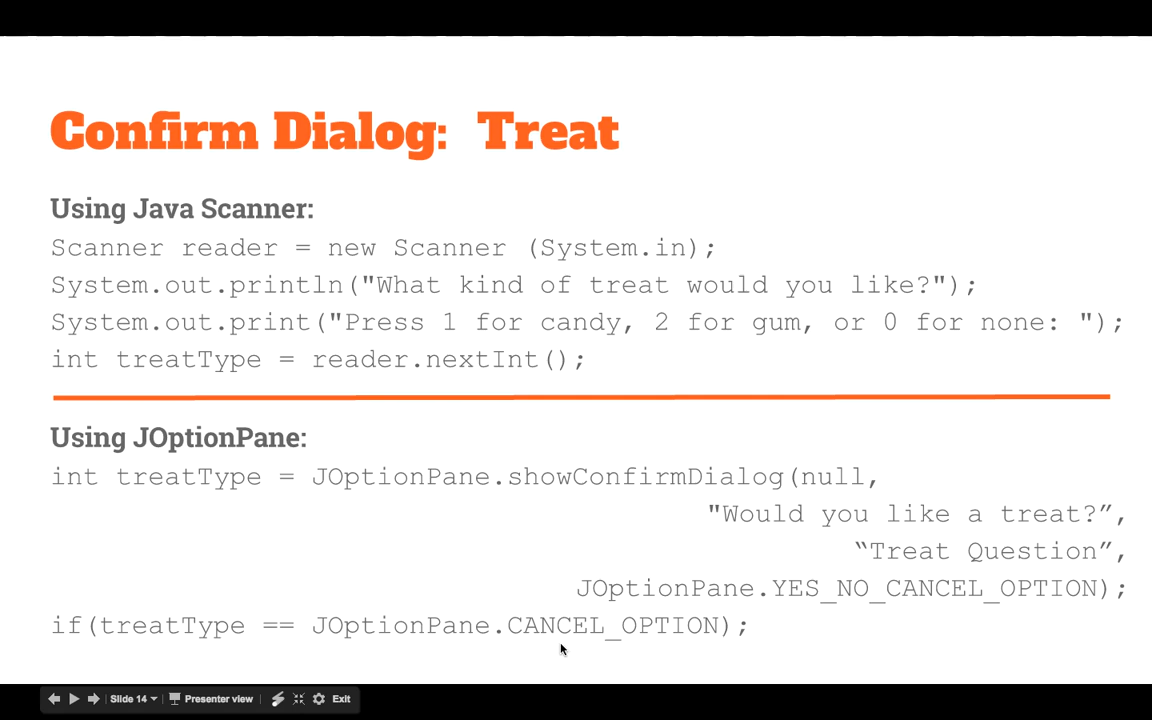 Confirm Dialog: Treat
Using Java Scanner:
Scanner reader = new Scanner (System.in);
System.out.println("What kind of treat would you like?");
System.out.print("Press 1 for candy, 2 for gum, or 0 for none: ");
int treatType = reader.nextInt();
Using JOptionPane:
int treatType = JOptionPane.showConfirmDialog(null,
"Would you like a treat?”,
“Treat Question”,
JOptionPane.YES_NO_CANCEL_OPTION);
if(treatType == JOptionPane.CANCEL_OPTION);
Slide 14 Presenter view Exit